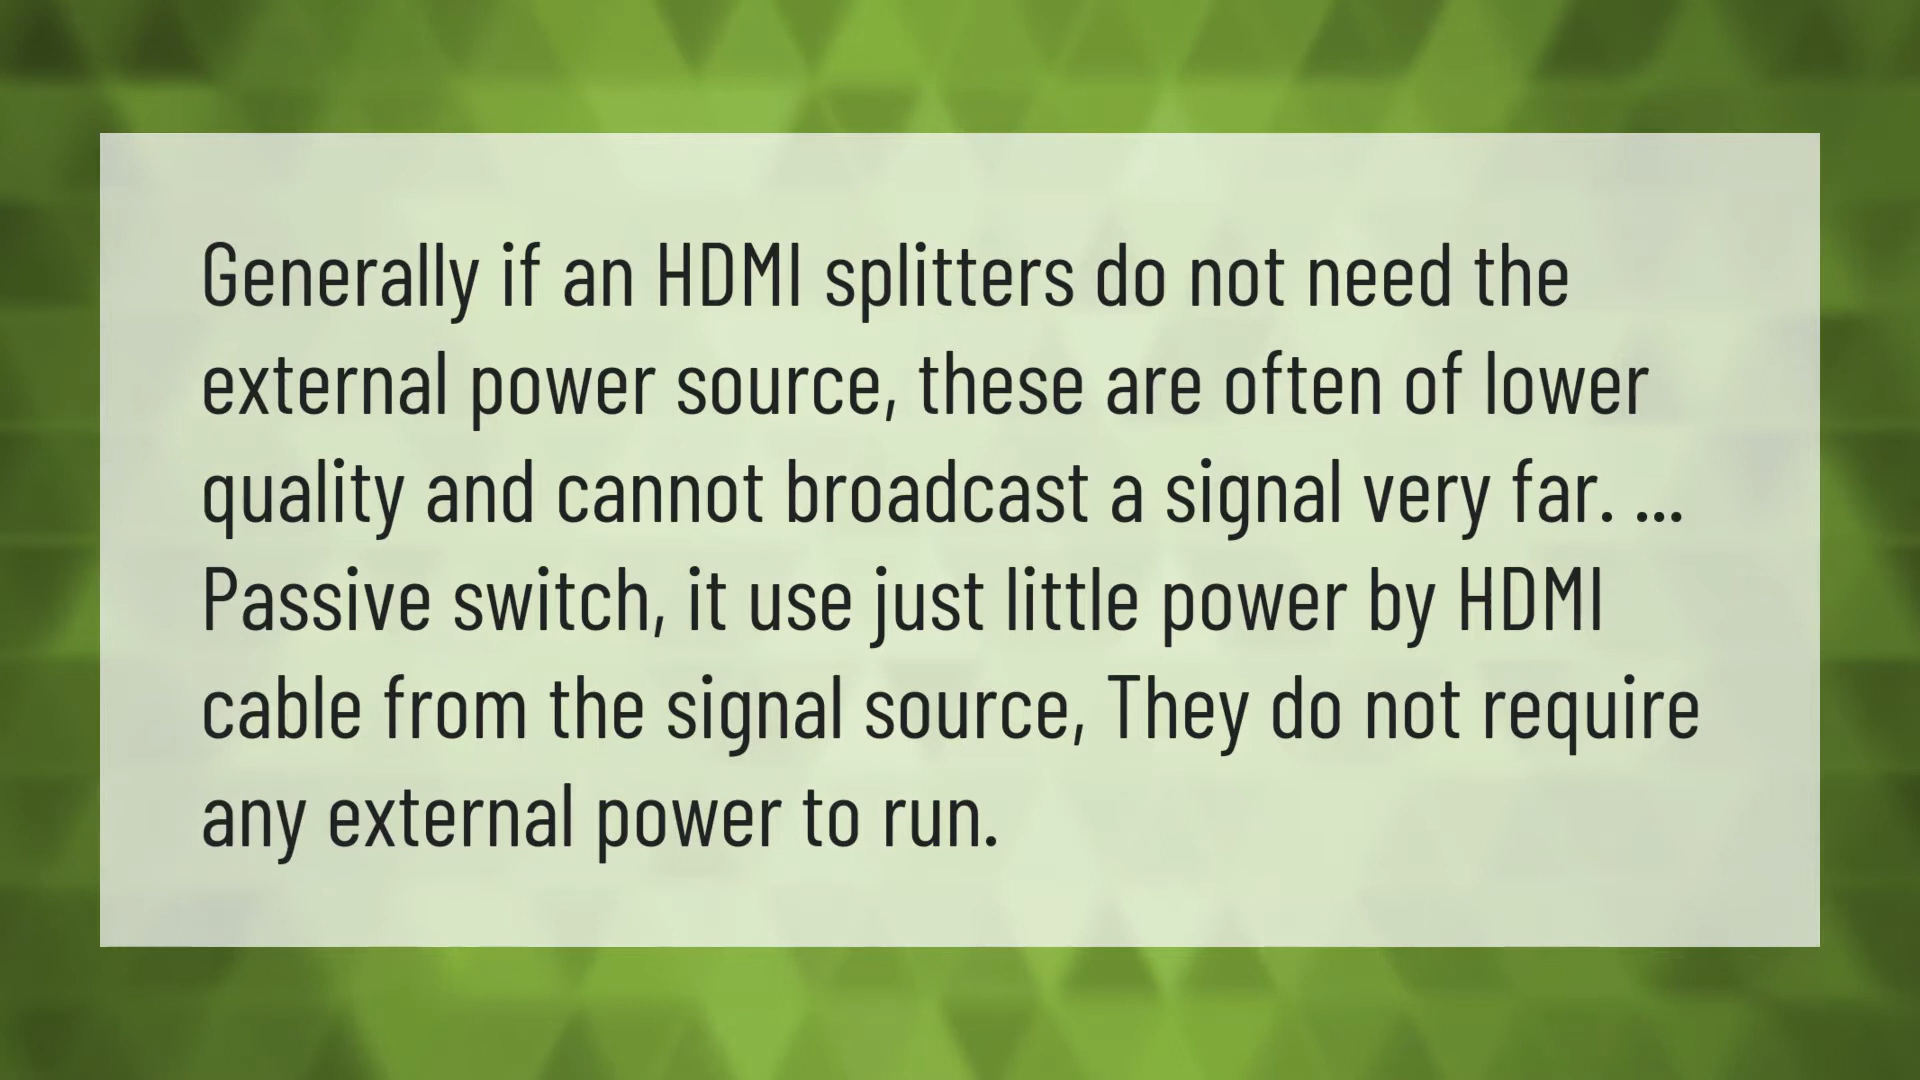 Generally if an HDMI splitters do not need the
external power source, these are often of lower
quality and cannot broadcast a signal very far. ...
Passive switch, it use just little power by HDMI
cable from the signal source, They do not require
any external power to run.